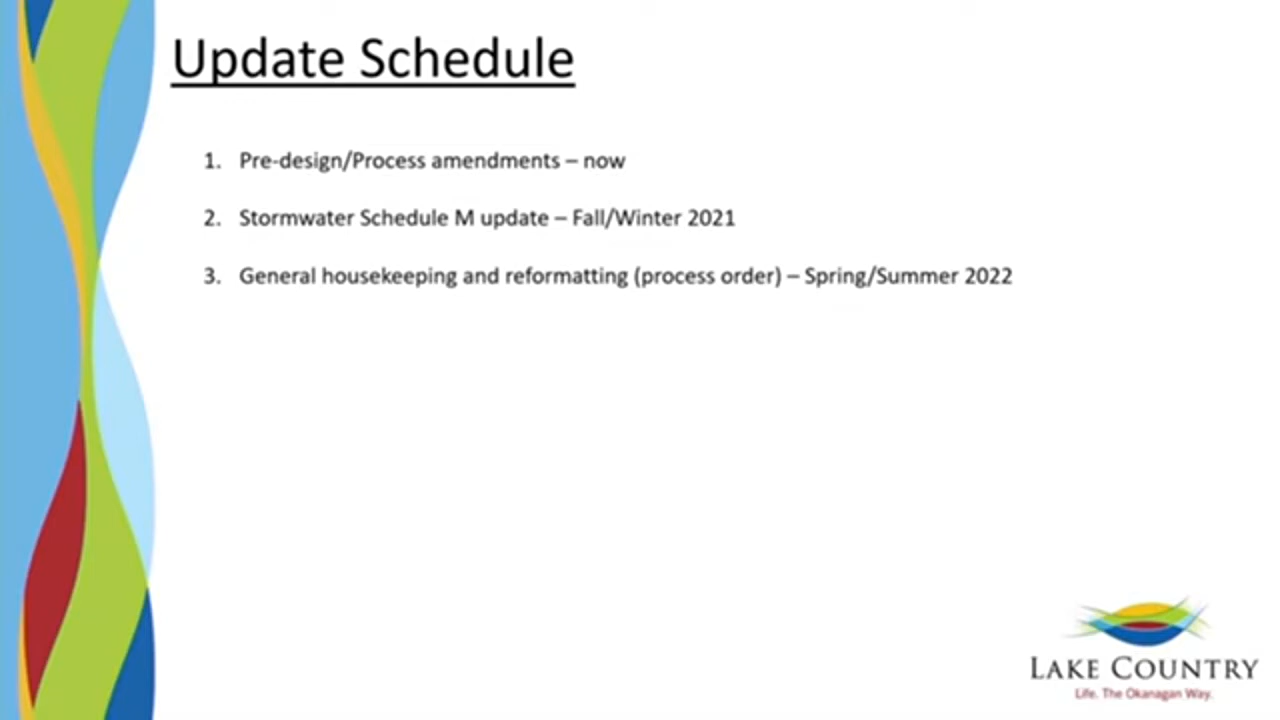 Update Schedule
1. Pre-design/Process amendments – now
2. Stormwater Schedule M update – Fall/Winter 2021
3. General housekeeping and reformatting (process order) – Spring/Summer 2022
LAKE COUNTRY
Life. The Okanagan Way.